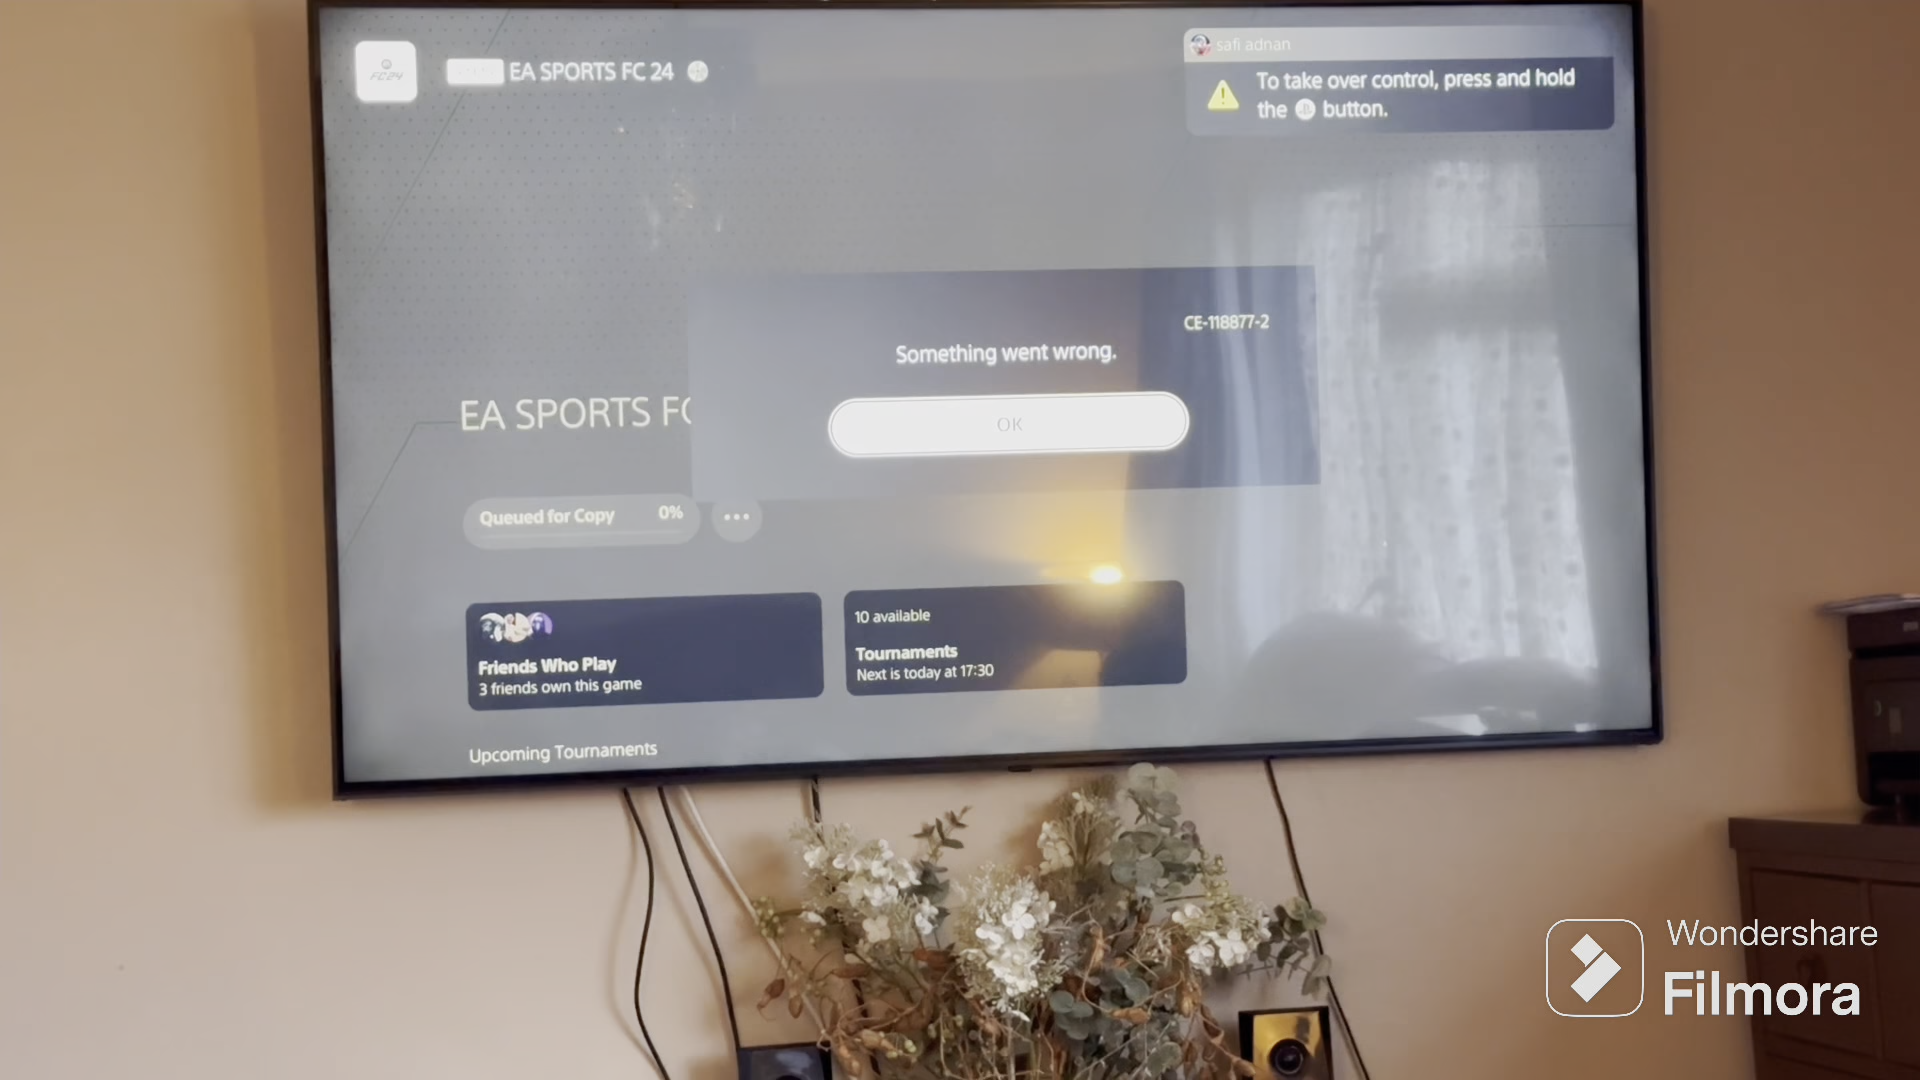 FC24
EA SPORTS FC 24
safi adnan
To take over control, press and hold
the button.
CE-118877-2
Something went wrong.
OK
EA SPORTS FC
Queued for Copy 0%
Friends Who Play
3 friends own this game
10 available
Tournaments
Next is today at 17:30
Upcoming Tournaments
Wondershare
Filmora